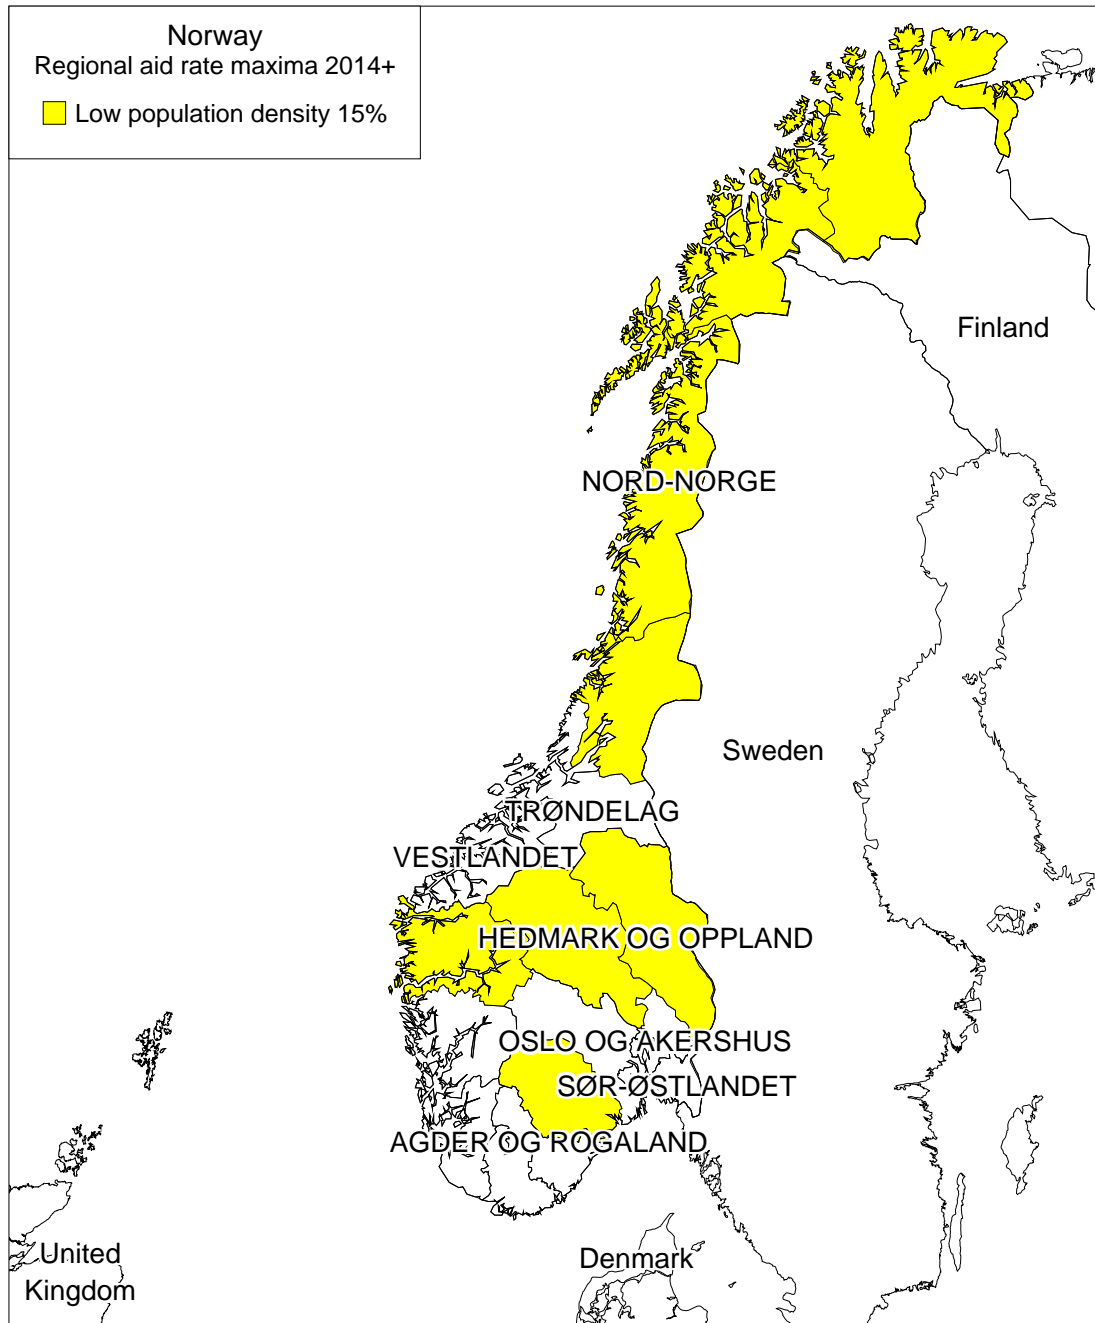 Norway
Regional aid rate maxima 2014+
Low population density 15%
Finland
NORD-NORGE
Sweden
TRØNDELAG
VESTLANDET
HEDMARK OG OPPLAND
OSLO OG AKERSHUS
SØR-ØSTLANDET
AGDER OG ROGALAND
United
Kingdom
Denmark